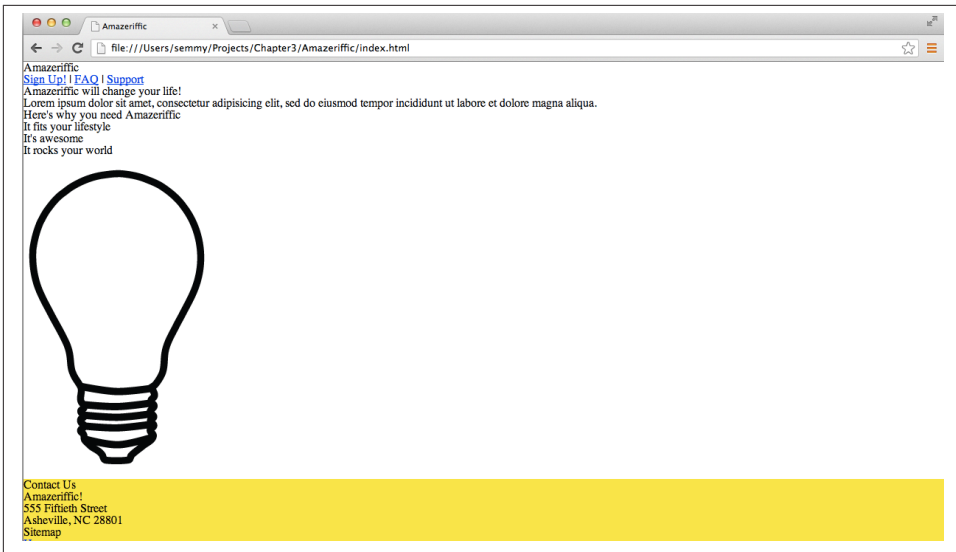 Amazeriffic
file:///Users/semmy/Projects/Chapter3/Amazeriffic/index.html
Amazeriffic
Sign Up! | FAQ | Support
Amazeriffic will change your life!
Lorem ipsum dolor sit amet, consectetur adipisicing elit, sed do eiusmod tempor incididunt ut labore et dolore magna aliqua.
Here's why you need Amazeriffic
It fits your lifestyle
It's awesome
It rocks your world
Contact Us
Amazeriffic!
555 Fiftieth Street
Asheville, NC 28801
Sitemap